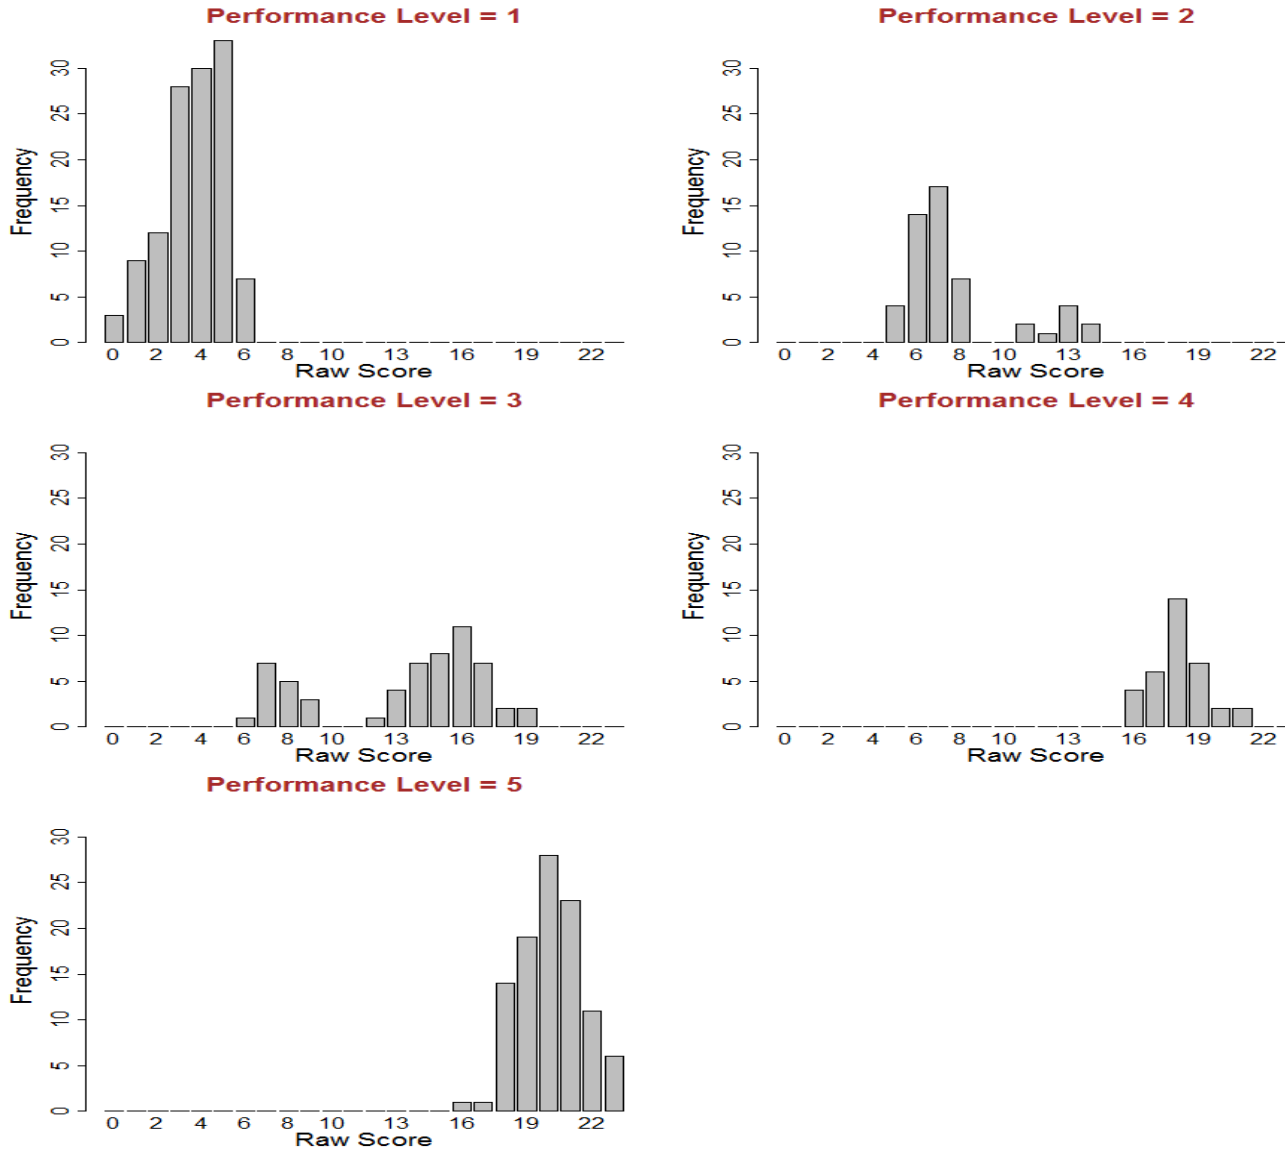 Performance Level = 1
30
25
20
15
10
5
0
Frequency
0 2 4 6 8 10 13 16 19 22
Raw Score
Performance Level = 2
30
25
20
15
10
5
0
Frequency
0 2 4 6 8 10 13 16 19 22
Raw Score
Performance Level = 3
30
25
20
15
10
5
0
Frequency
0 2 4 6 8 10 13 16 19 22
Raw Score
Performance Level = 4
30
25
20
15
10
5
0
Frequency
0 2 4 6 8 10 13 16 19 22
Raw Score
Performance Level = 5
30
25
20
15
10
5
0
Frequency
0 2 4 6 8 10 13 16 19 22
Raw Score